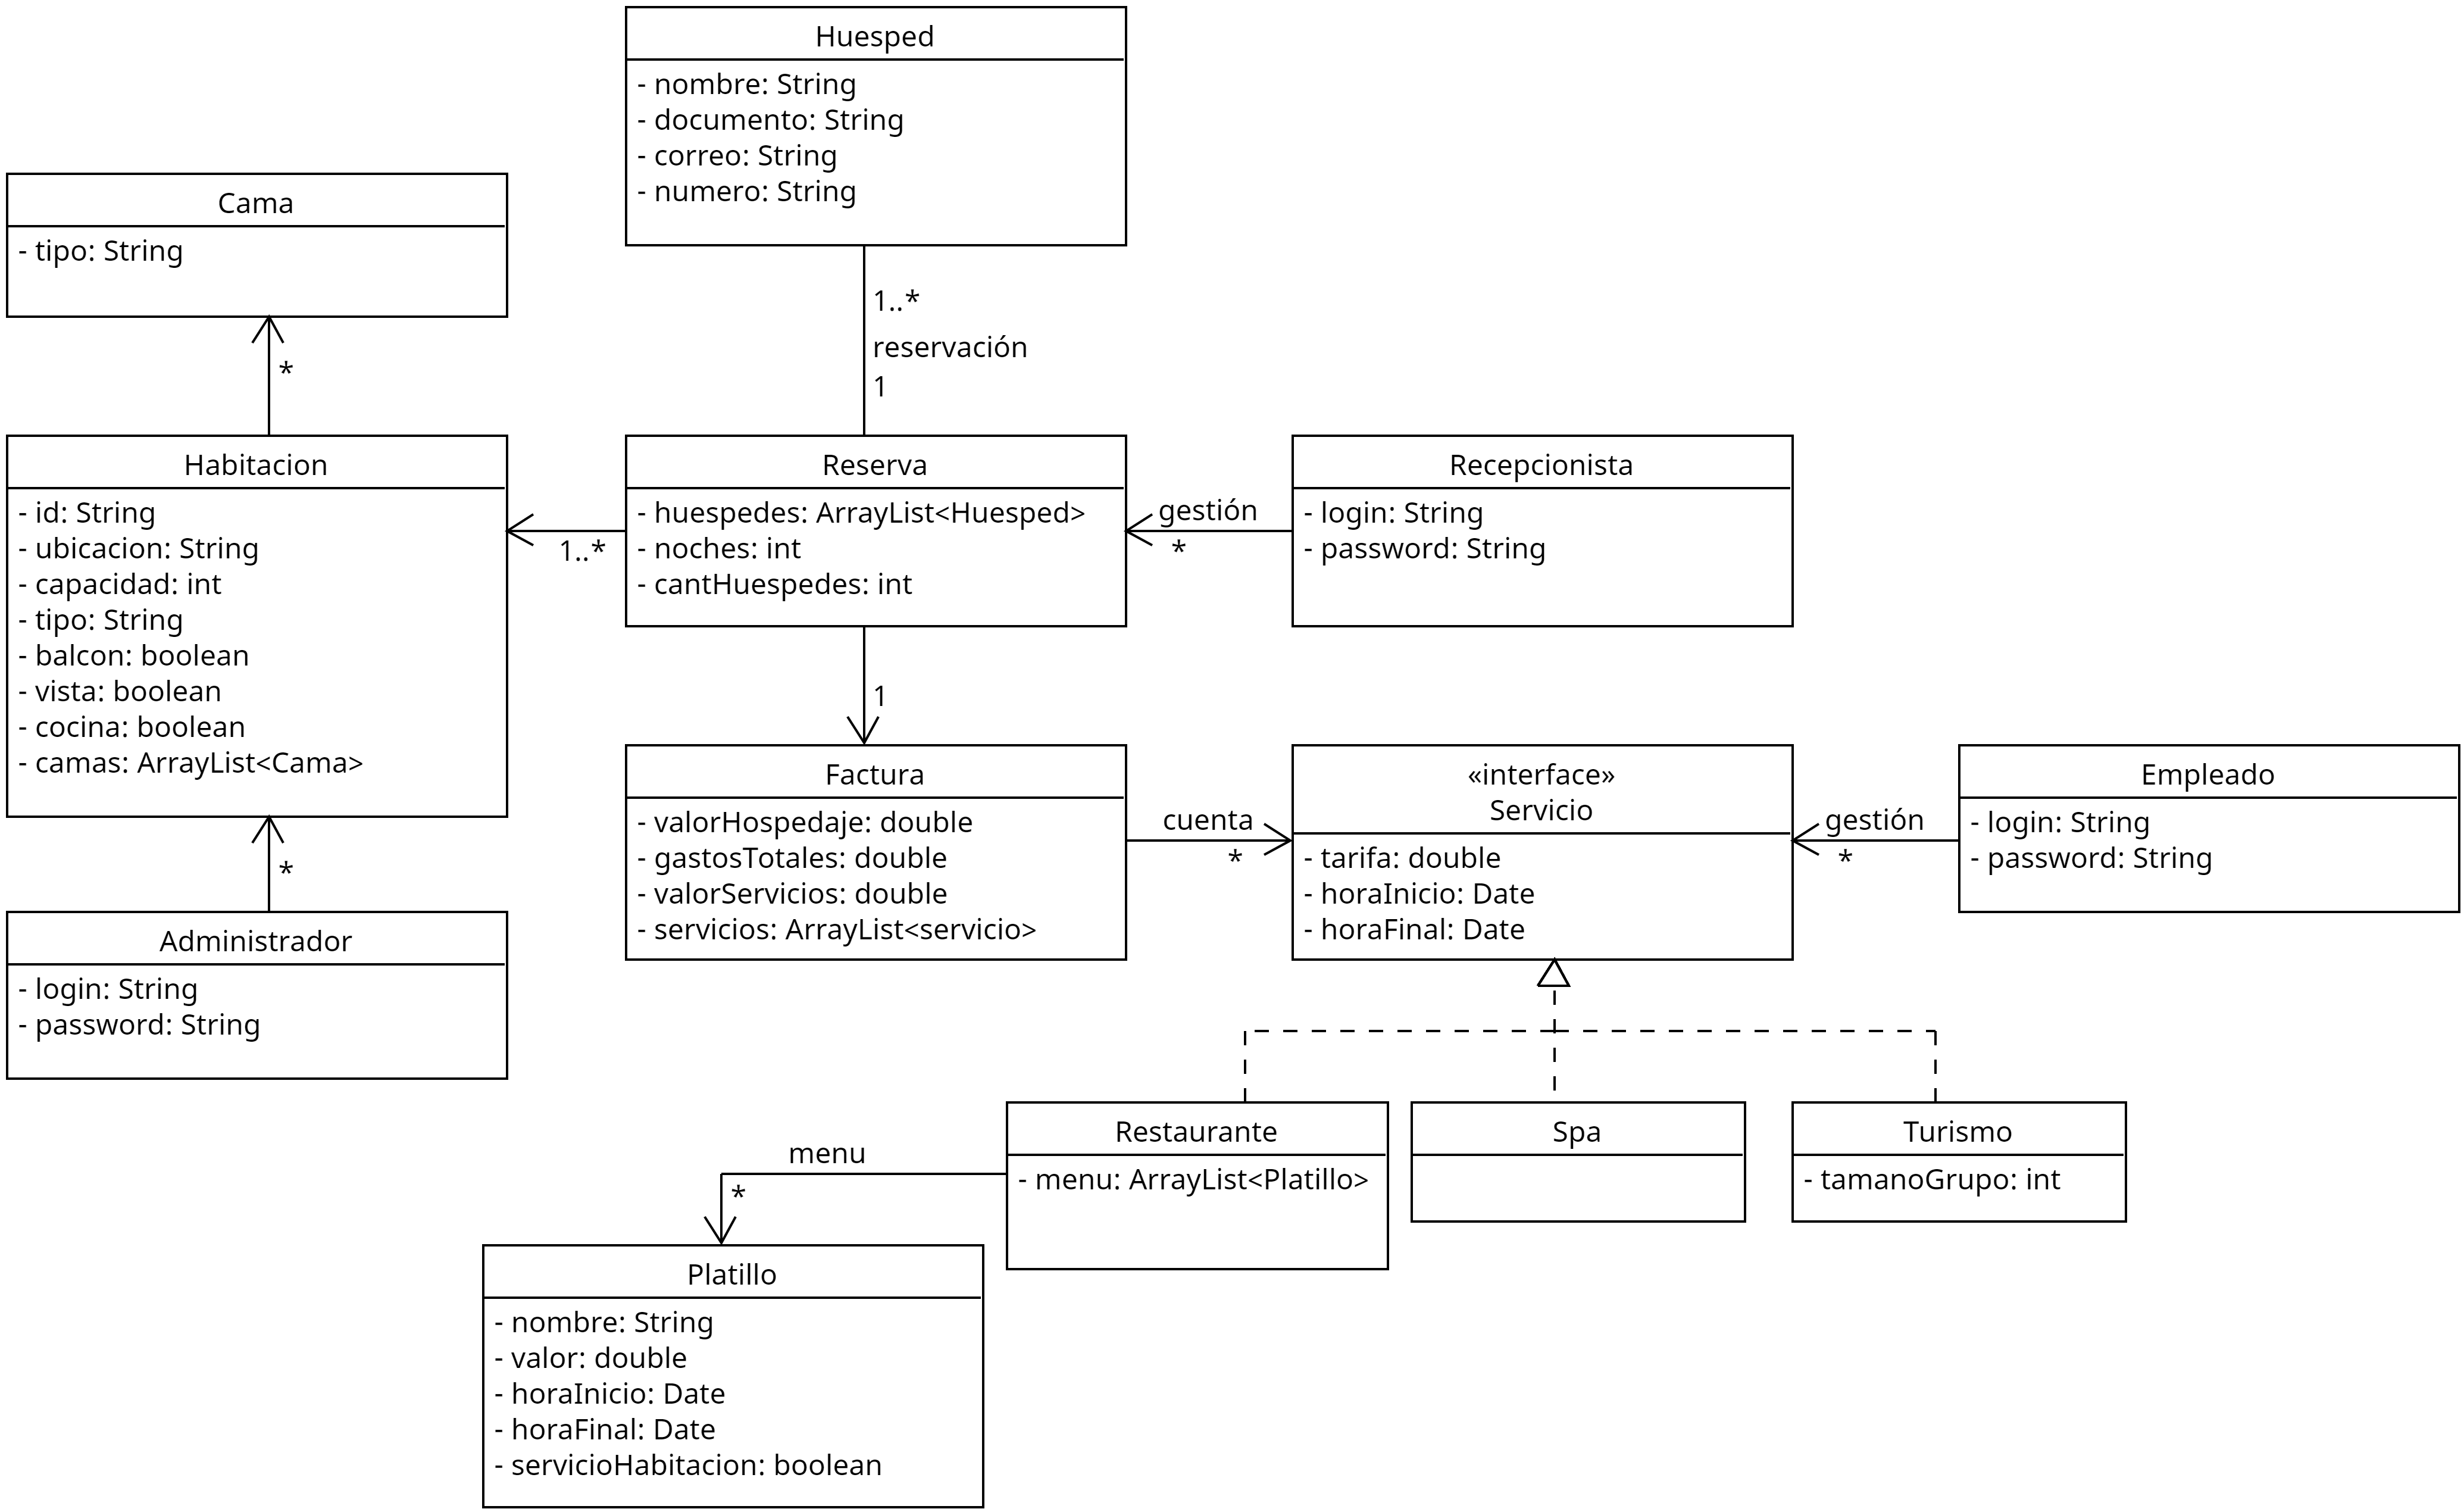 Huesped
- nombre: String
- documento: String
- correo: String
- numero: String
Cama
- tipo: String
1..*
reservación
1
*
Habitacion
- id: String
- ubicacion: String
- capacidad: int
- tipo: String
- balcon: boolean
- vista: boolean
- cocina: boolean
- camas: ArrayList<Cama>
1..*
Reserva
- huespedes: ArrayList<Huesped>
- noches: int
- cantHuespedes: int
gestión
*
Recepcionista
- login: String
- password: String
1
*
Administrador
- login: String
- password: String
Factura
- valorHospedaje: double
- gastosTotales: double
- valorServicios: double
- servicios: ArrayList<servicio>
cuenta
*
«interface»
Servicio
- tarifa: double
- horaInicio: Date
- horaFinal: Date
gestión
*
Empleado
- login: String
- password: String
Restaurante
- menu: ArrayList<Platillo>
Spa
Turismo
- tamanoGrupo: int
menu
*
Platillo
- nombre: String
- valor: double
- horaInicio: Date
- horaFinal: Date
- servicioHabitacion: boolean